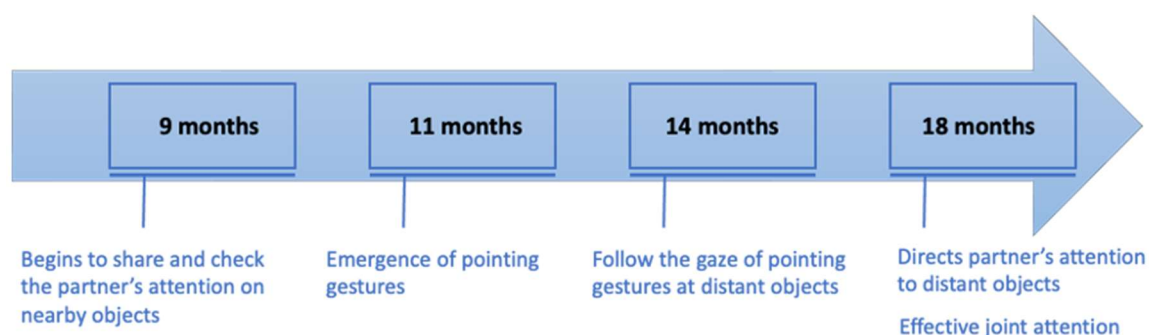 9 months
11 months
14 months
18 months
Begins to share and check
the partner's attention on
nearby objects
Emergence of pointing
gestures
Follow the gaze of pointing
gestures at distant objects
Directs partner's attention
to distant objects
Effective joint attention